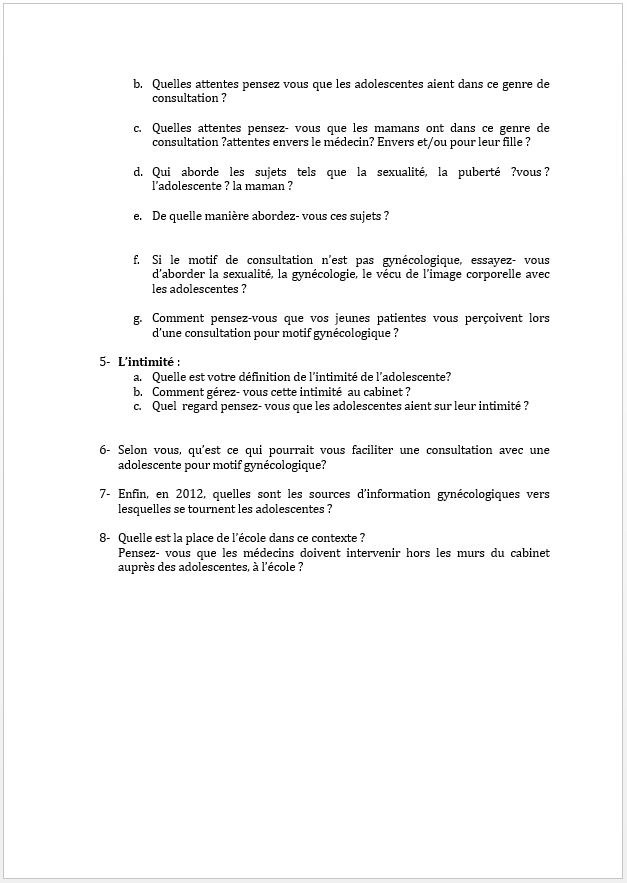 b. Quelles attentes pensez vous que les adolescentes aient dans ce genre de
consultation ?
c. Quelles attentes pensez- vous que les mamans ont dans ce genre de
consultation ?attentes envers le médecin? Envers et/ou pour leur fille ?
d. Qui aborde les sujets tels que la sexualité, la puberté ?vous ?
l’adolescente ? la maman ?
e. De quelle manière abordez- vous ces sujets ?
f. Si le motif de consultation n’est pas gynécologique, essayez- vous
d’aborder la sexualité, la gynécologie, le vécu de l’image corporelle avec
les adolescentes ?
g. Comment pensez-vous que vos jeunes patientes vous perçoivent lors
d’une consultation pour motif gynécologique ?
5- L’intimité :
a. Quelle est votre définition de l’intimité de l’adolescente?
b. Comment gérez- vous cette intimité au cabinet ?
c. Quel regard pensez- vous que les adolescentes aient sur leur intimité ?
6- Selon vous, qu’est ce qui pourrait vous faciliter une consultation avec une
adolescente pour motif gynécologique?
7- Enfin, en 2012, quelles sont les sources d’information gynécologiques vers
lesquelles se tournent les adolescentes ?
8- Quelle est la place de l’école dans ce contexte ?
Pensez- vous que les médecins doivent intervenir hors les murs du cabinet
auprès des adolescentes, à l’école ?